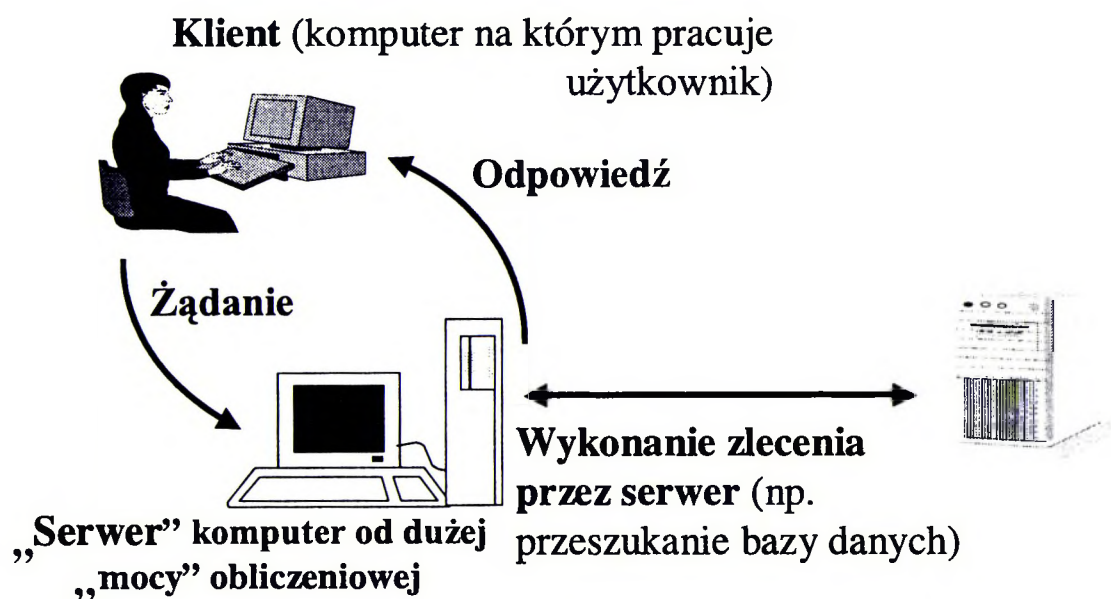 Klient (komputer na którym pracuje
użytkownik)
Odpowiedź
Żądanie
Wykonanie zlecenia
przez serwer (np.
przeszukanie bazy danych)
„Serwer” komputer od dużej
„mocy” obliczeniowej